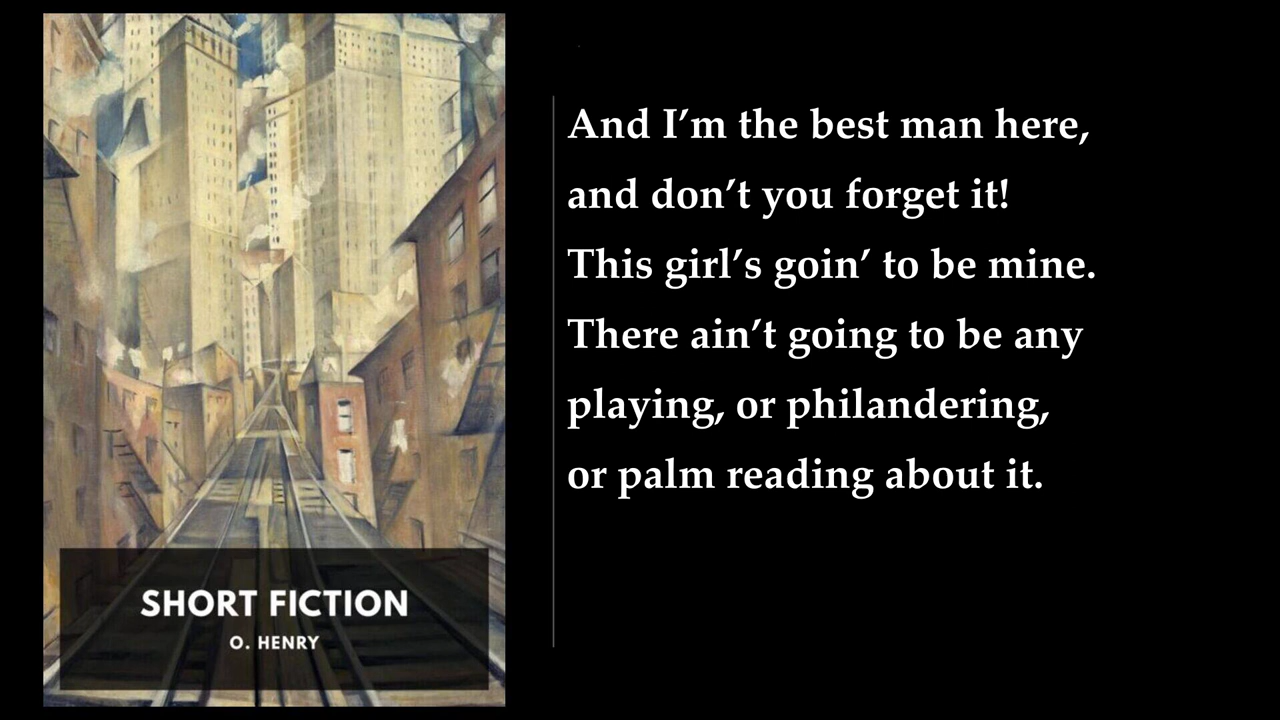 SHORT FICTION
O. HENRY
And I’m the best man here,
and don’t you forget it!
This girl’s goin’ to be mine.
There ain’t going to be any
playing, or philandering,
or palm reading about it.